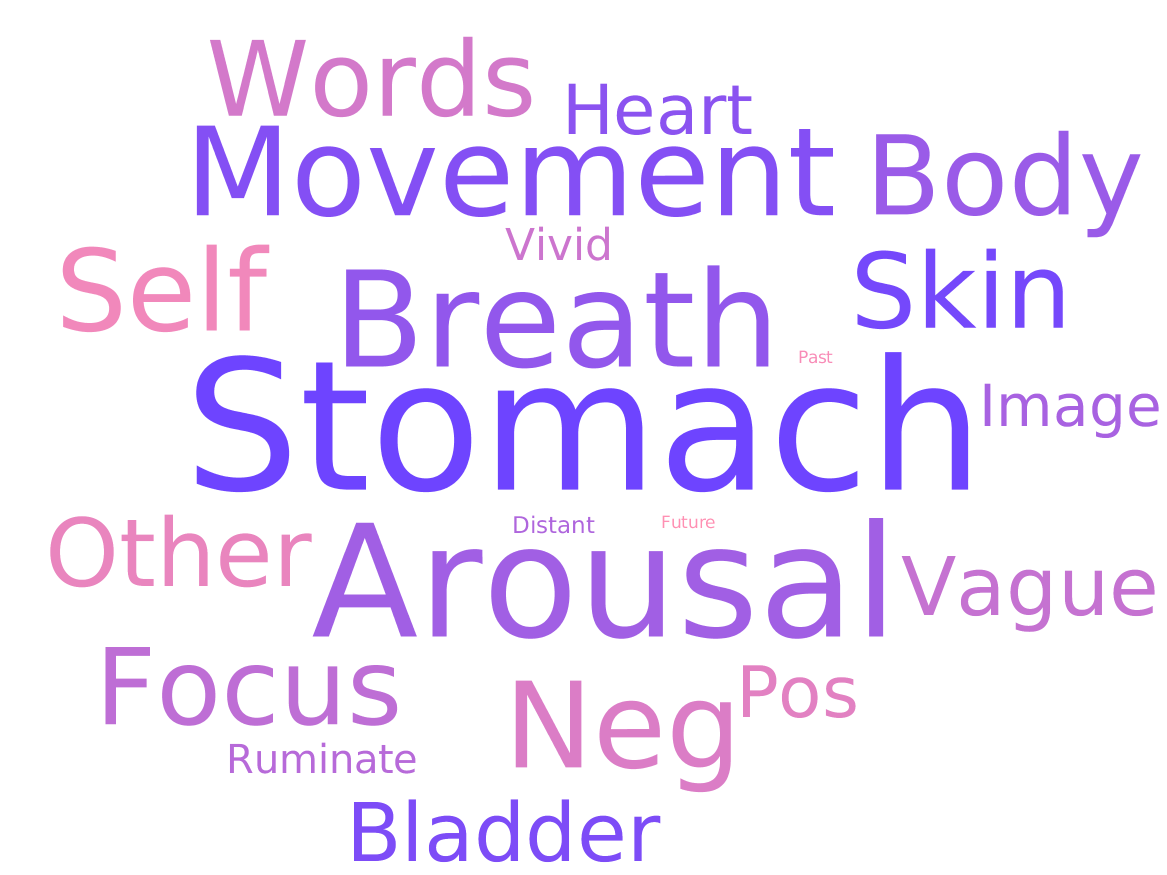 Words
Heart
Movement
Body
Vivid
Self
Breath
Skin
Past
Stomach
Image
Other
Distant
Future
Arousal
Vague
Focus
Neg
Pos
Ruminate
Bladder